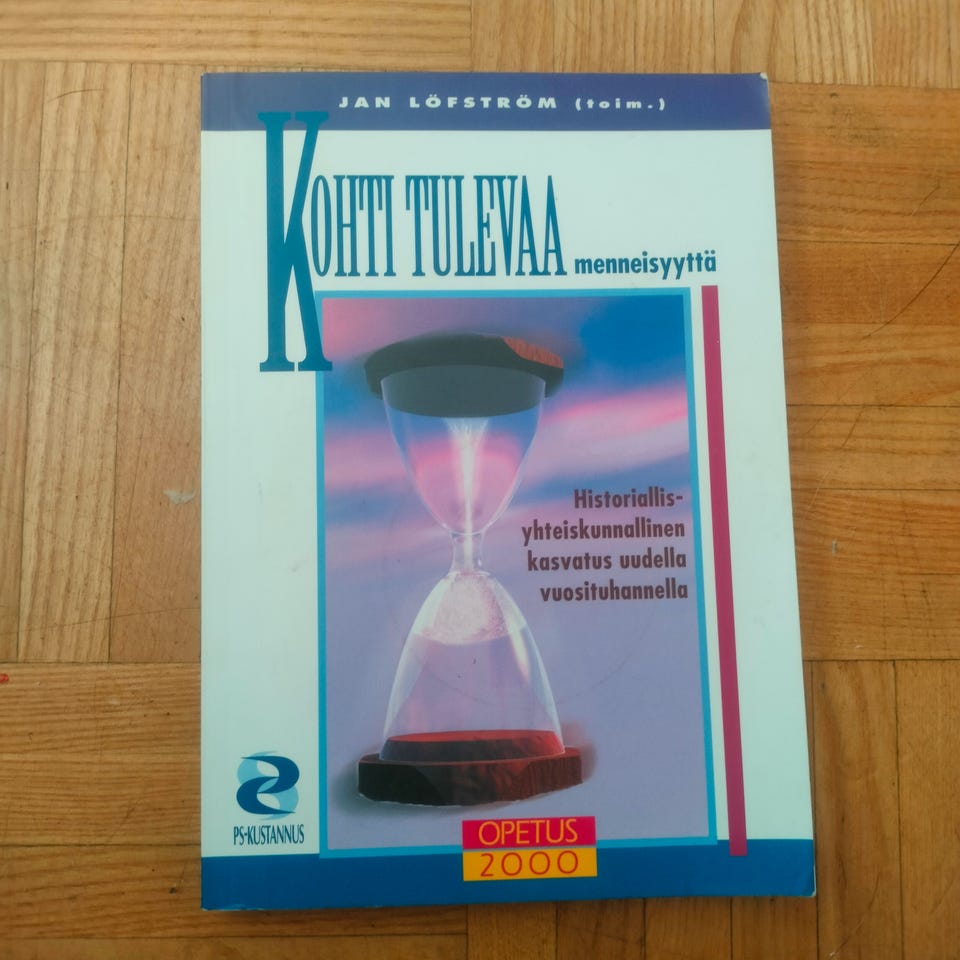 JAN LÖFSTRÖM (toim.)
KOHTI TULEVAA menneisyyttä
Historiallis-
yhteiskunnallinen
kasvatus uudella
vuosituhannella
PS-KUSTANNUS
OPETUS
2000